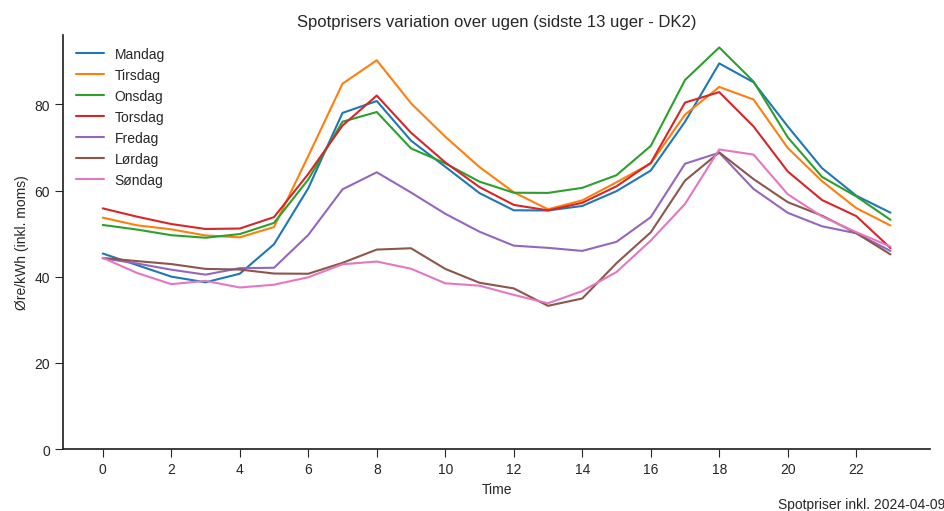 Spotprisers variation over ugen (sidste 13 uger - DK2)
Mandag
Tirsdag
Onsdag
Torsdag
Fredag
Lørdag
Søndag
Øre/kWh (inkl. moms)
80
60
40
20
0
0 2 4 6 8 10 12 14 16 18 20 22
Time
Spotpriser inkl. 2024-04-09